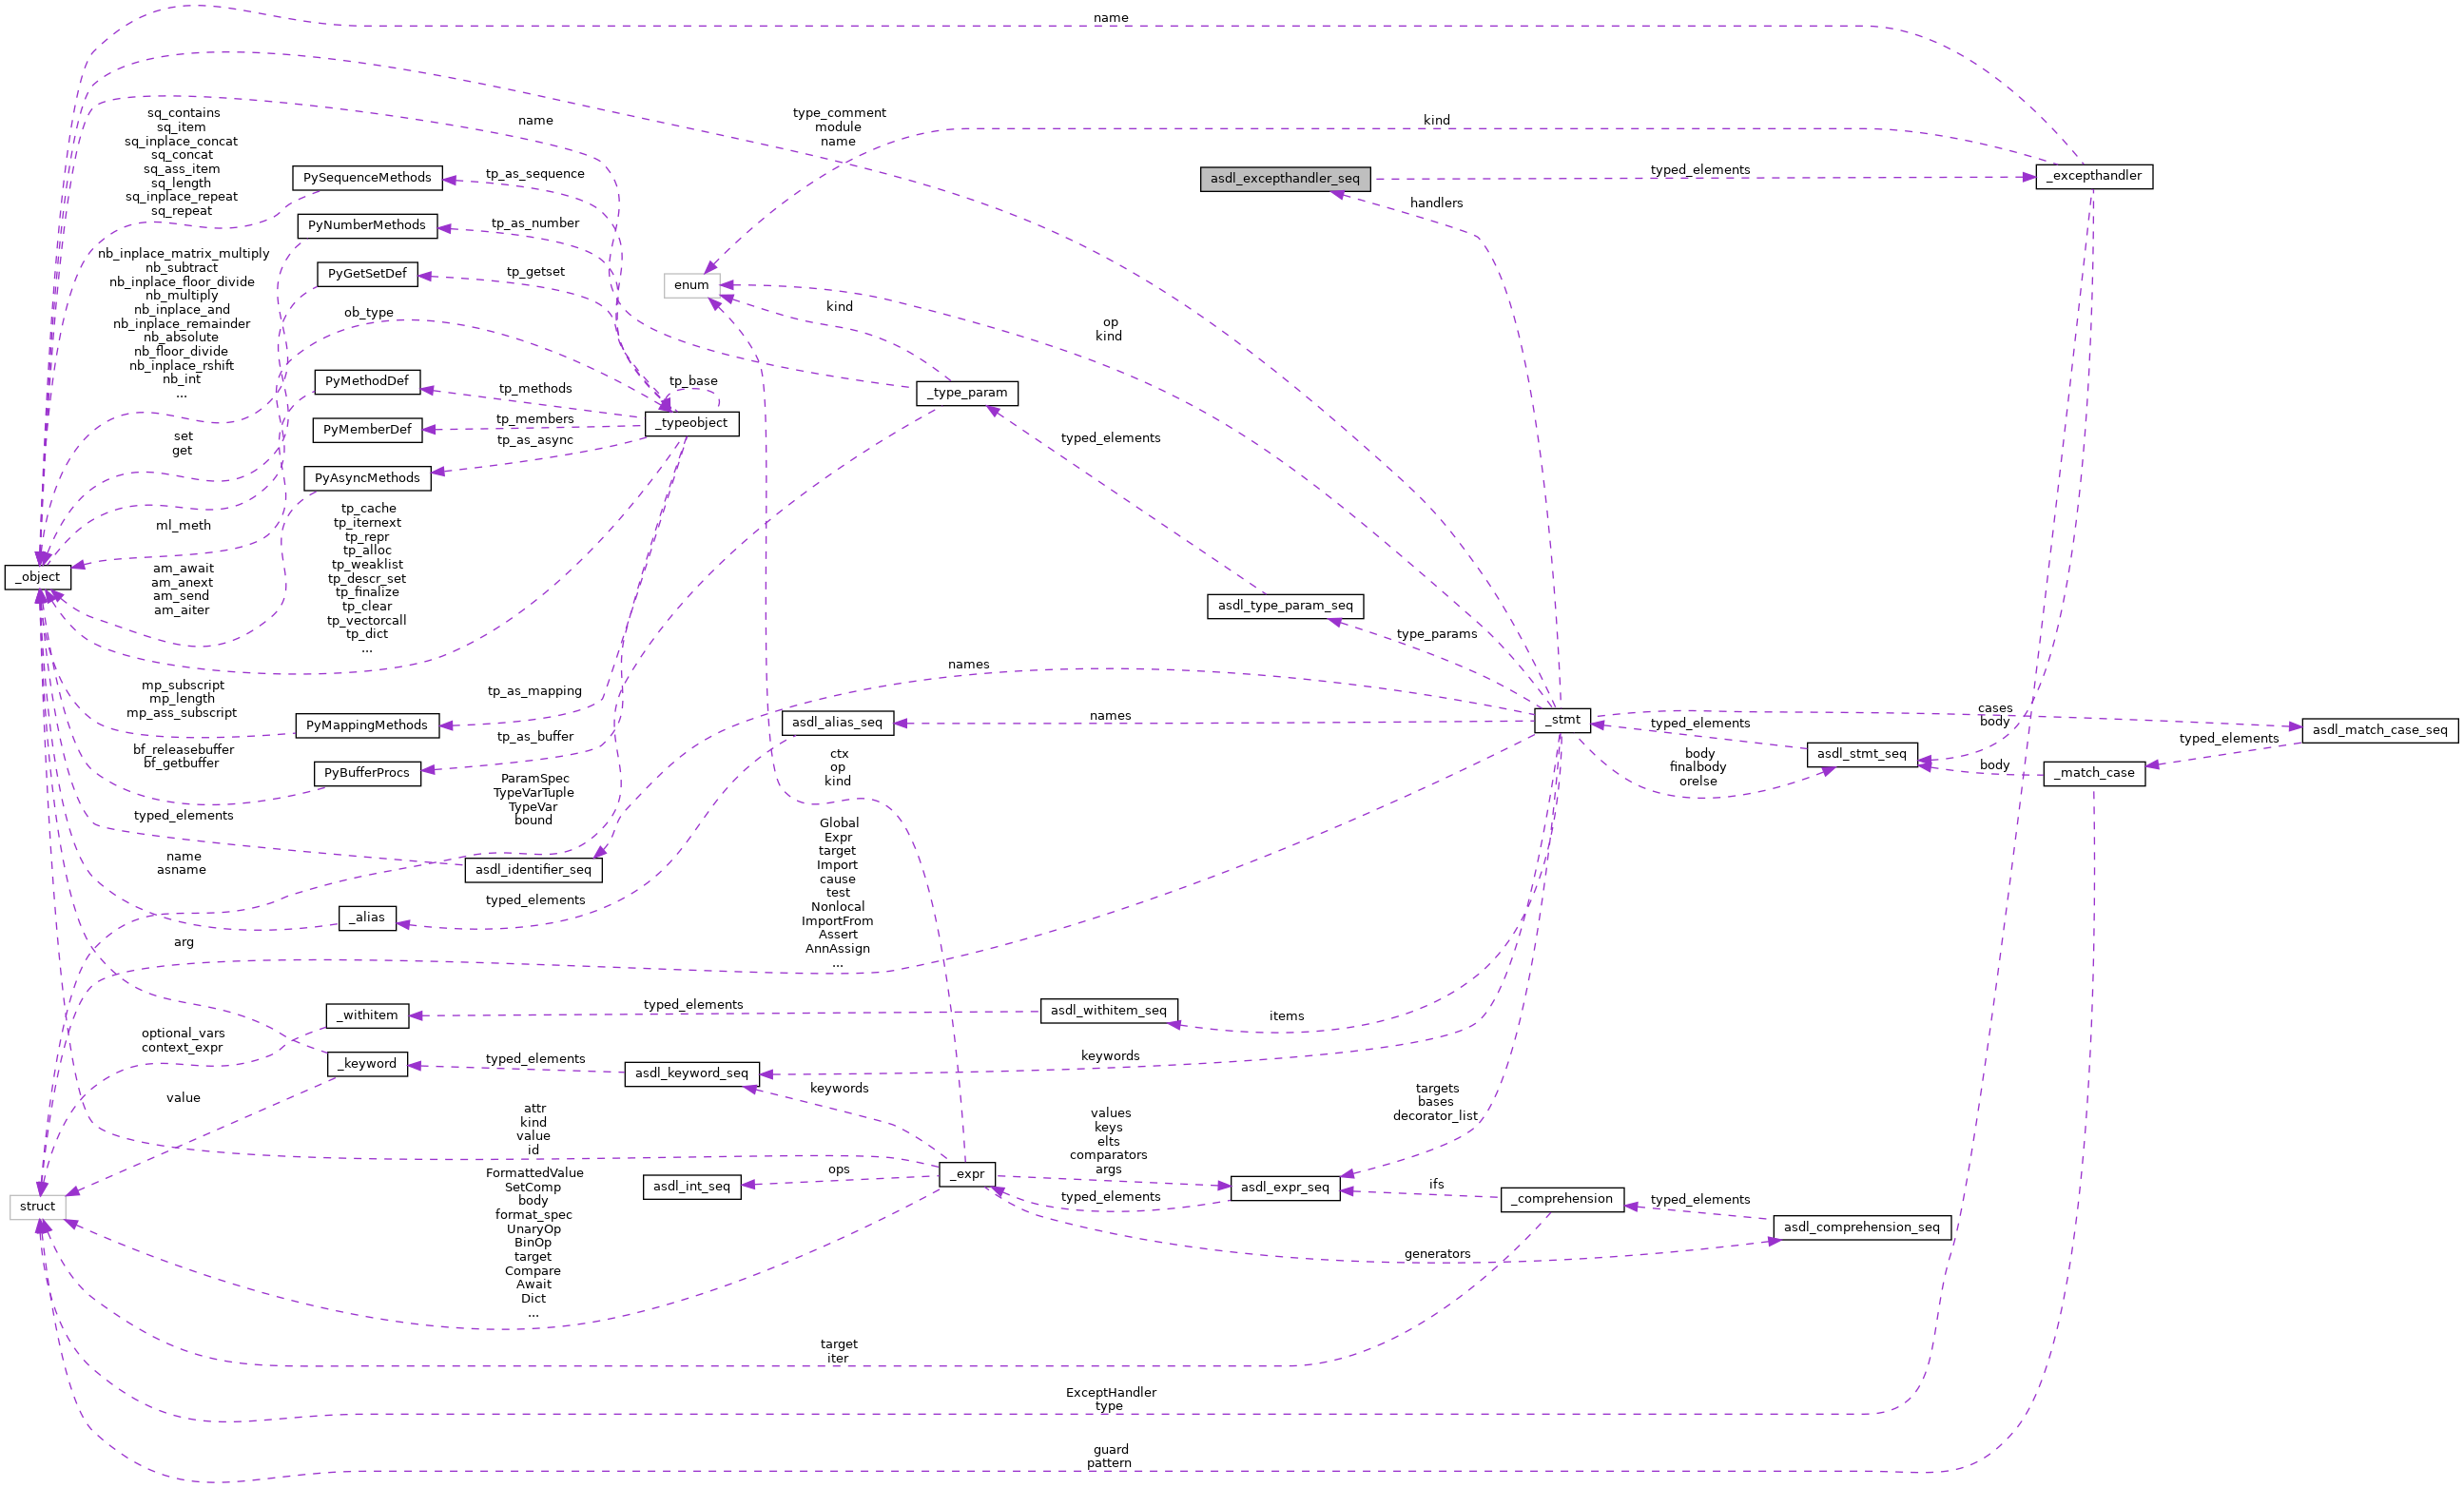 name
type_comment
module
name
kind
sq_contains
sq_item
sq_inplace_concat
sq_concat
sq_ass_item
sq_length
sq_inplace_repeat
sq_repeat
name
PySequenceMethods
tp_as_sequence
asdl_excepthandler_seq
typed_elements
_excepthandler
handlers
PyNumberMethods
tp_as_number
nb_inplace_matrix_multiply
nb_subtract
nb_inplace_floor_divide
nb_multiply
nb_inplace_and
nb_inplace_remainder
nb_absolute
nb_floor_divide
nb_inplace_rshift
nb_int
...
PyGetSetDef
tp_getset
enum
kind
ob_type
op
kind
PyMethodDef
tp_methods
tp_base
_type_param
PyMemberDef
tp_members
_typeobject
set
get
tp_as_async
typed_elements
PyAsyncMethods
ml_meth
tp_cache
tp_iternext
tp_repr
tp_alloc
tp_weaklist
tp_descr_set
tp_finalize
tp_clear
tp_vectorcall
tp_dict
...
_object
am_await
am_anext
am_send
am_aiter
asdl_type_param_seq
type_params
names
mp_subscript
mp_length
mp_ass_subscript
PyMappingMethods
tp_as_mapping
asdl_alias_seq
names
_stmt
typed_elements
cases
body
asdl_match_case_seq
typed_elements
bf_releasebuffer
bf_getbuffer
PyBufferProcs
tp_as_buffer
ctx
op
kind
body
finalbody
orelse
asdl_stmt_seq
body
_match_case
ParamSpec
TypeVarTuple
TypeVar
bound
typed_elements
asdl_identifier_seq
Global
Expr
target
Import
cause
test
Nonlocal
ImportFrom
Assert
AnnAssign
...
name
asname
_alias
typed_elements
arg
_withitem
typed_elements
asdl_withitem_seq
items
optional_vars
context_expr
_keyword
typed_elements
asdl_keyword_seq
keywords
keywords
value
targets
bases
decorator_list
attr
kind
value
id
values
keys
elts
comparators
args
FormattedValue
SetComp
body
format_spec
UnaryOp
BinOp
target
Compare
Await
Dict
...
asdl_int_seq
ops
_expr
typed_elements
asdl_expr_seq
ifs
_comprehension
typed_elements
asdl_comprehension_seq
struct
generators
target
iter
ExceptHandler
type
guard
pattern